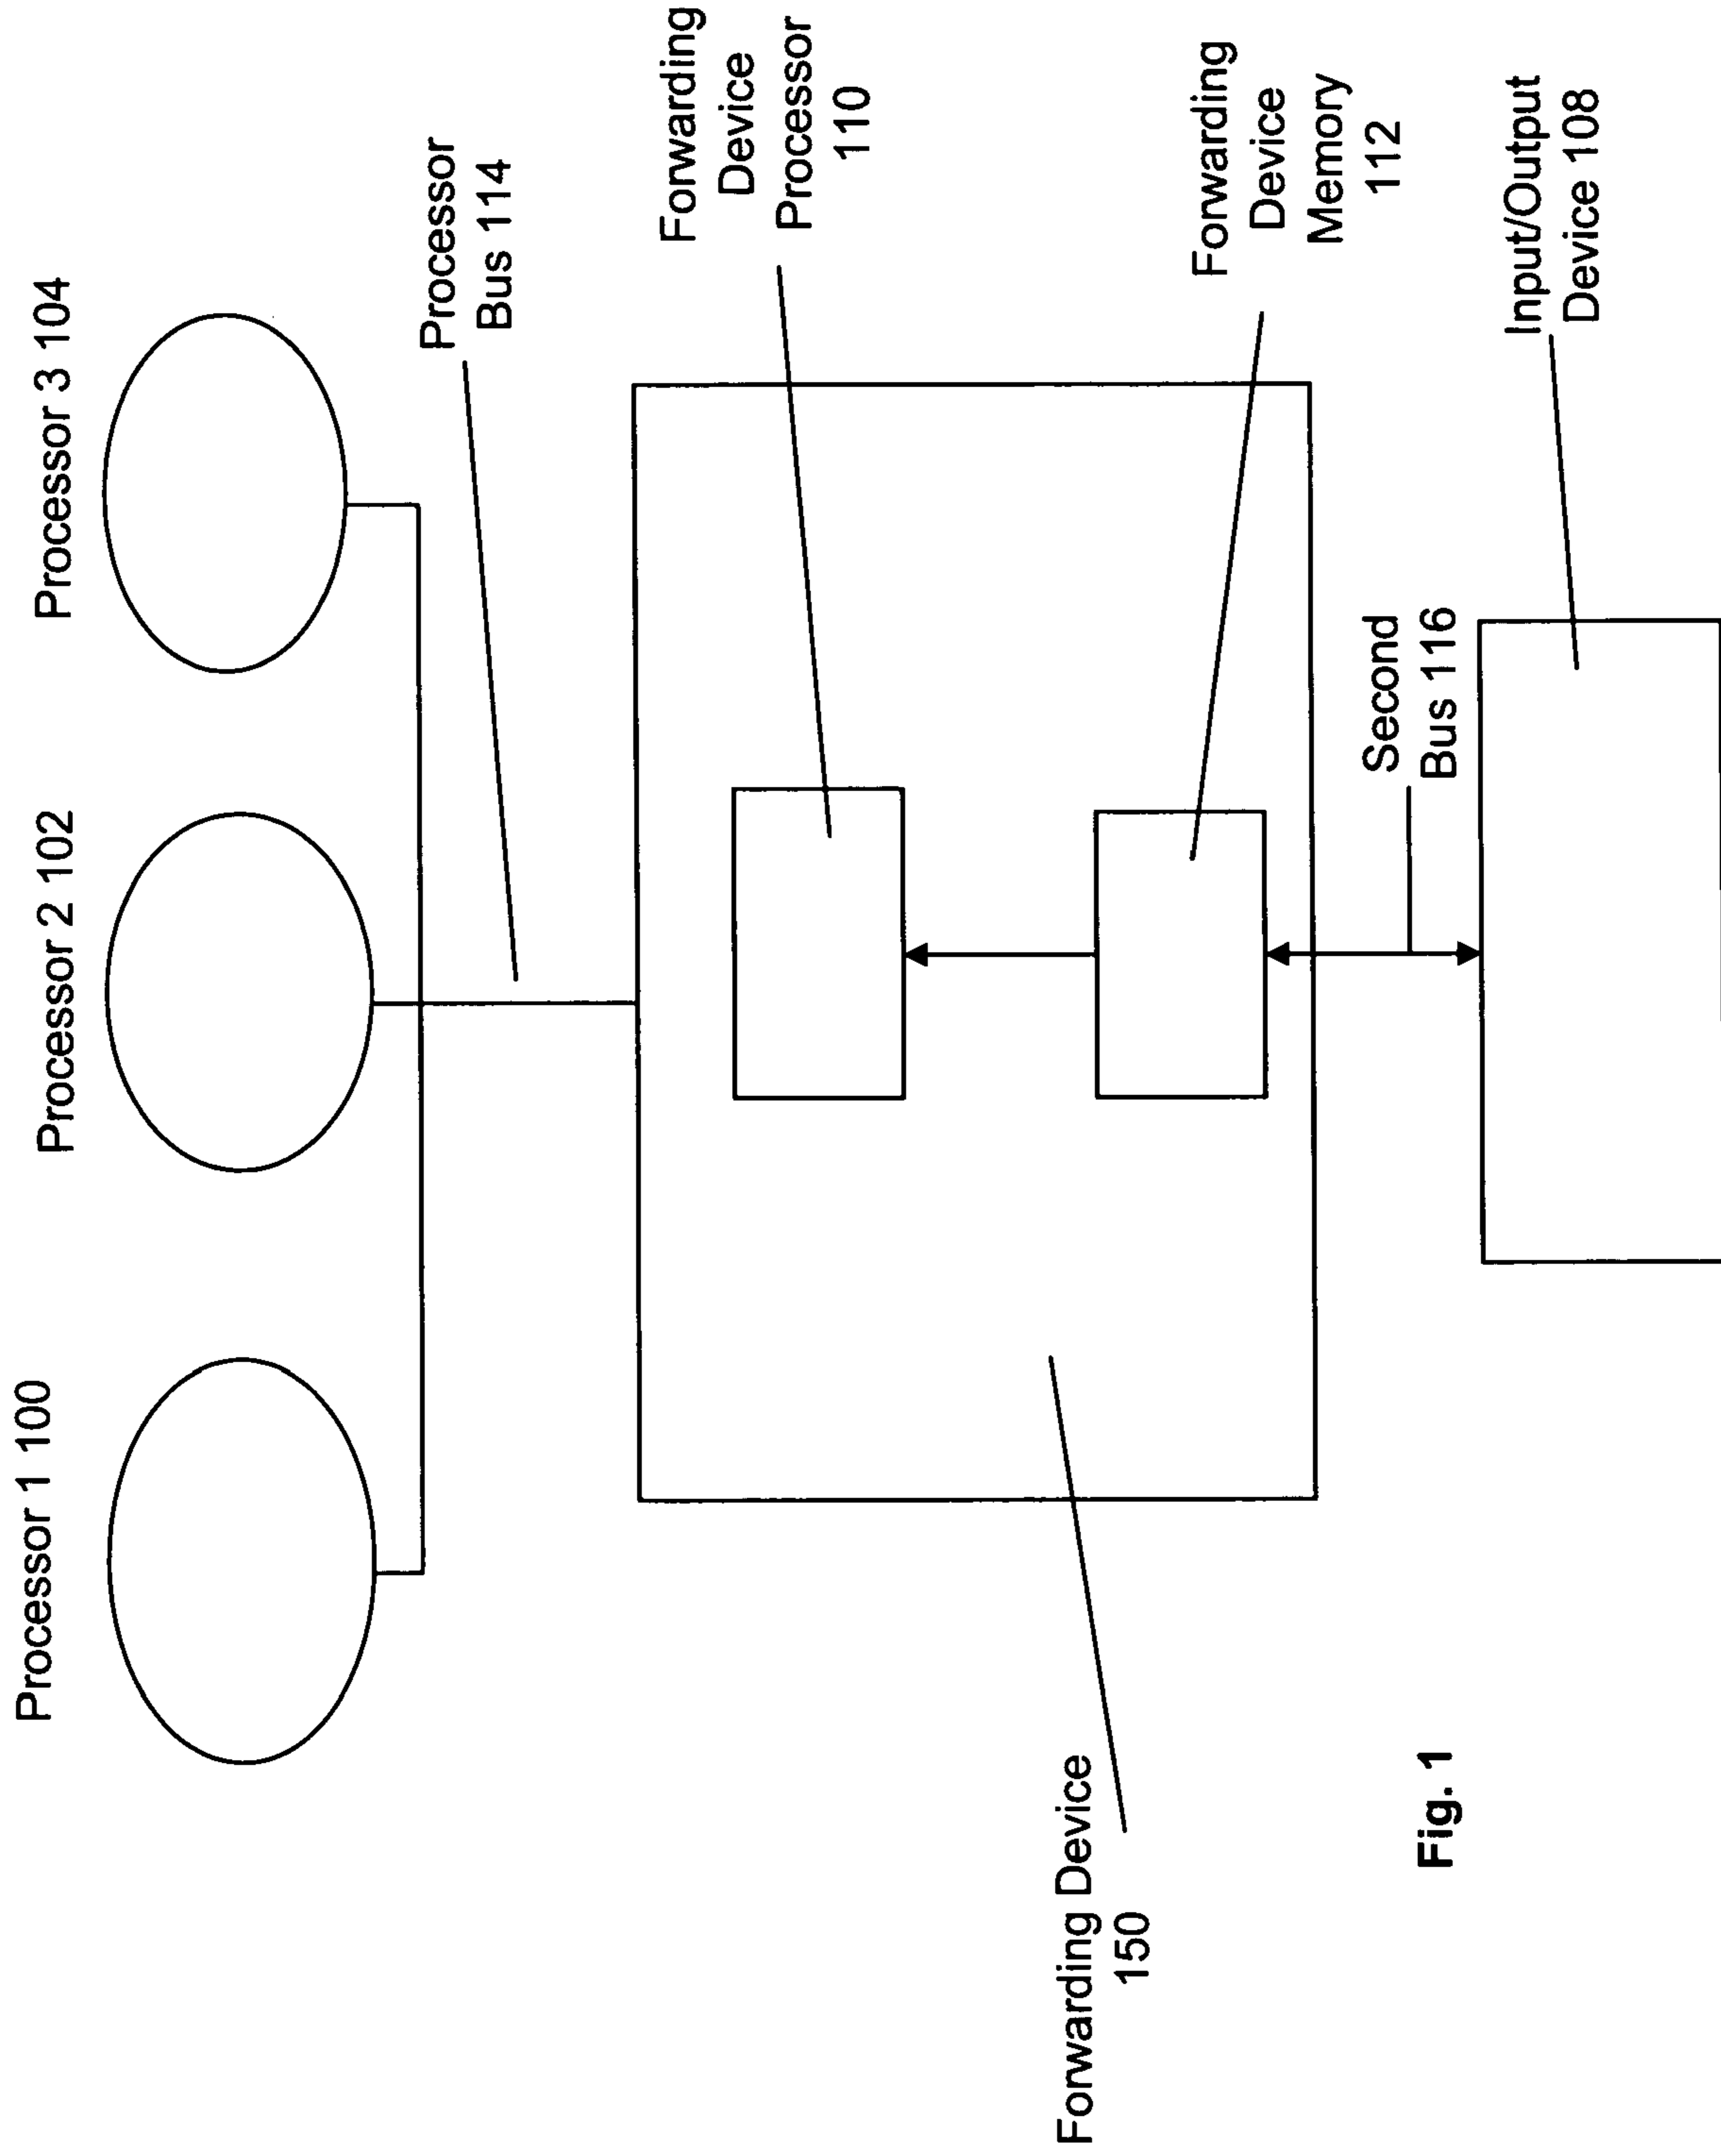 Processor 1 100
Processor 2 102
Processor 3 104
Processor
Bus 114
Forwarding
Device
Processor
110
Forwarding
Device
Memory
112
Forwarding Device
150
Second
Bus 116
Input/Output
Device 108
Fig. 1